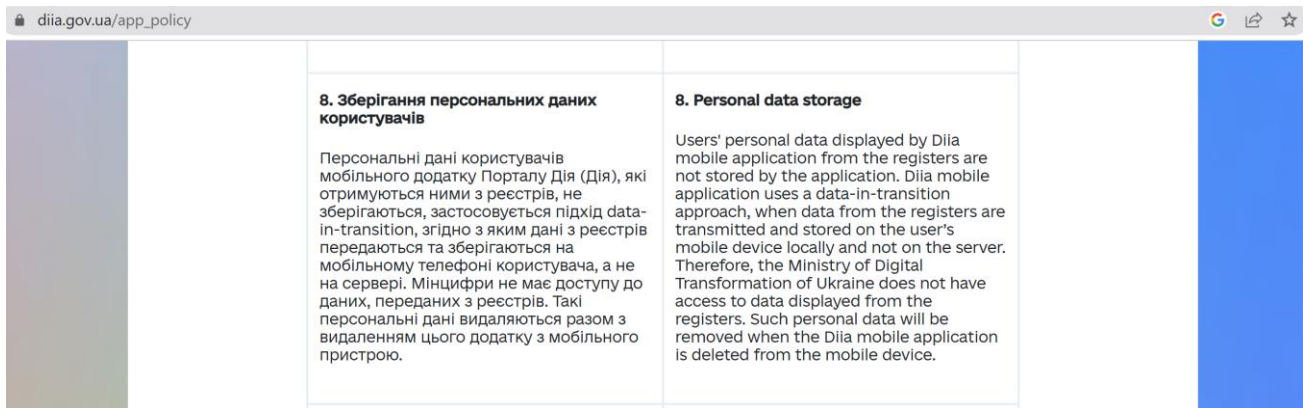 diia.gov.ua/app_policy
8. Зберігання персональних даних
користувачів
Персональні дані користувачів
мобільного додатку Порталу Дія (Дія), які
отримуються ними з реєстрів, не
зберігаються, застосовується підхід data-
in-transition, згідно з яким дані з реєстрів
передаються та зберігаються на
мобільному телефоні користувача, а не
на сервері. Мінцифри не має доступу до
даних, переданих з реєстрів. Такі
персональні дані видаляються разом з
видаленням цього додатку з мобільного
пристрою.
8. Personal data storage
Users' personal data displayed by Diia
mobile application from the registers are
not stored by the application. Diia mobile
application uses a data-in-transition
approach, when data from the registers are
transmitted and stored on the user's
mobile device locally and not on the server.
Therefore, the Ministry of Digital
Transformation of Ukraine does not have
access to data displayed from the
registers. Such personal data will be
removed when the Diia mobile application
is deleted from the mobile device.